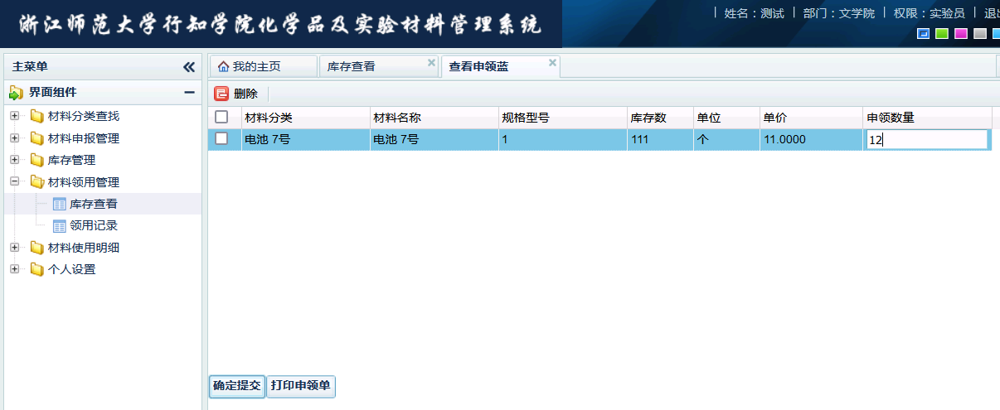 浙江师范大学行知学院化学品及实验材料管理系统
| 姓名：测试 | 部门：文学院 | 权限：实验员 | 退出
主菜单
界面组件
材料分类查找
材料申报管理
库存管理
材料领用管理
库存查看
领用记录
材料使用明细
个人设置
我的主页 库存查看 查看申领蓝
删除
材料分类 材料名称 规格型号 库存数 单位 单价 申领数量
电池 7号 电池 7号 1 111 个 11.0000 12
确定提交 打印申领单